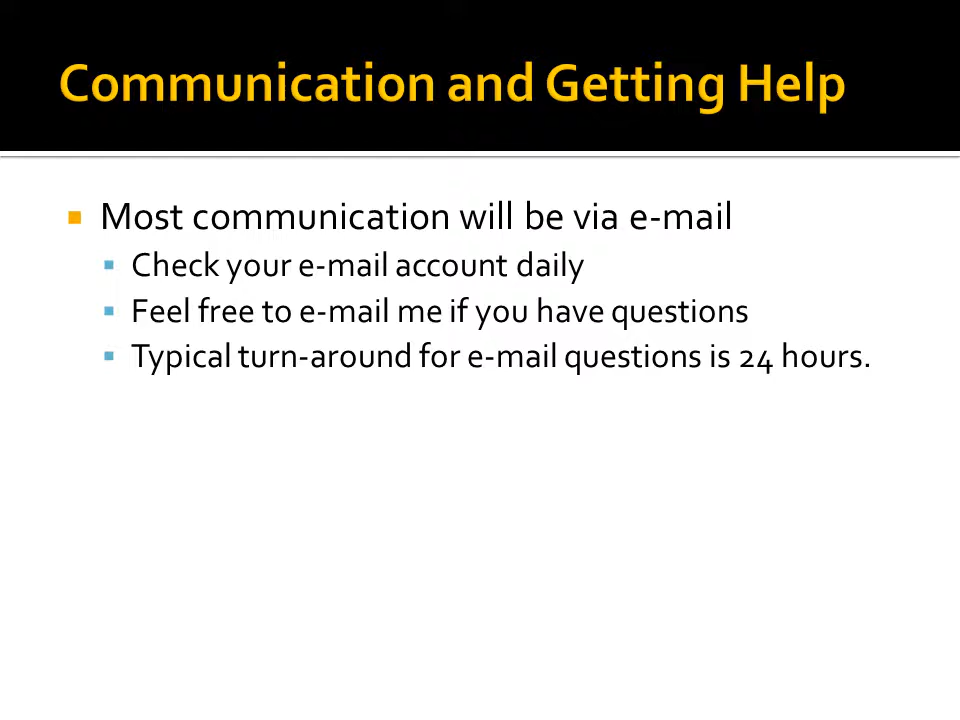 Communication and Getting Help
Most communication will be via e-mail
Check your e-mail account daily
Feel free to e-mail me if you have questions
Typical turn-around for e-mail questions is 24 hours.